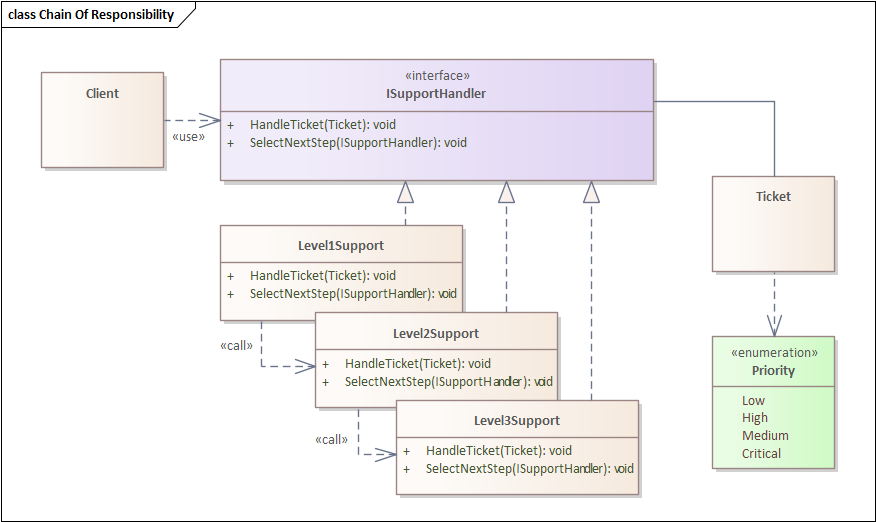 class Chain Of Responsibility
Client
«use»
«interface»
ISupportHandler
+ HandleTicket(Ticket): void
+ SelectNextStep(ISupportHandler): void
Ticket
Level1Support
+ HandleTicket(Ticket): void
+ SelectNextStep(ISupportHandler): void
«call»
Level2Support
+ HandleTicket(Ticket): void
+ SelectNextStep(ISupportHandler): void
«call»
Level3Support
+ HandleTicket(Ticket): void
+ SelectNextStep(ISupportHandler): void
«enumeration»
Priority
Low
High
Medium
Critical